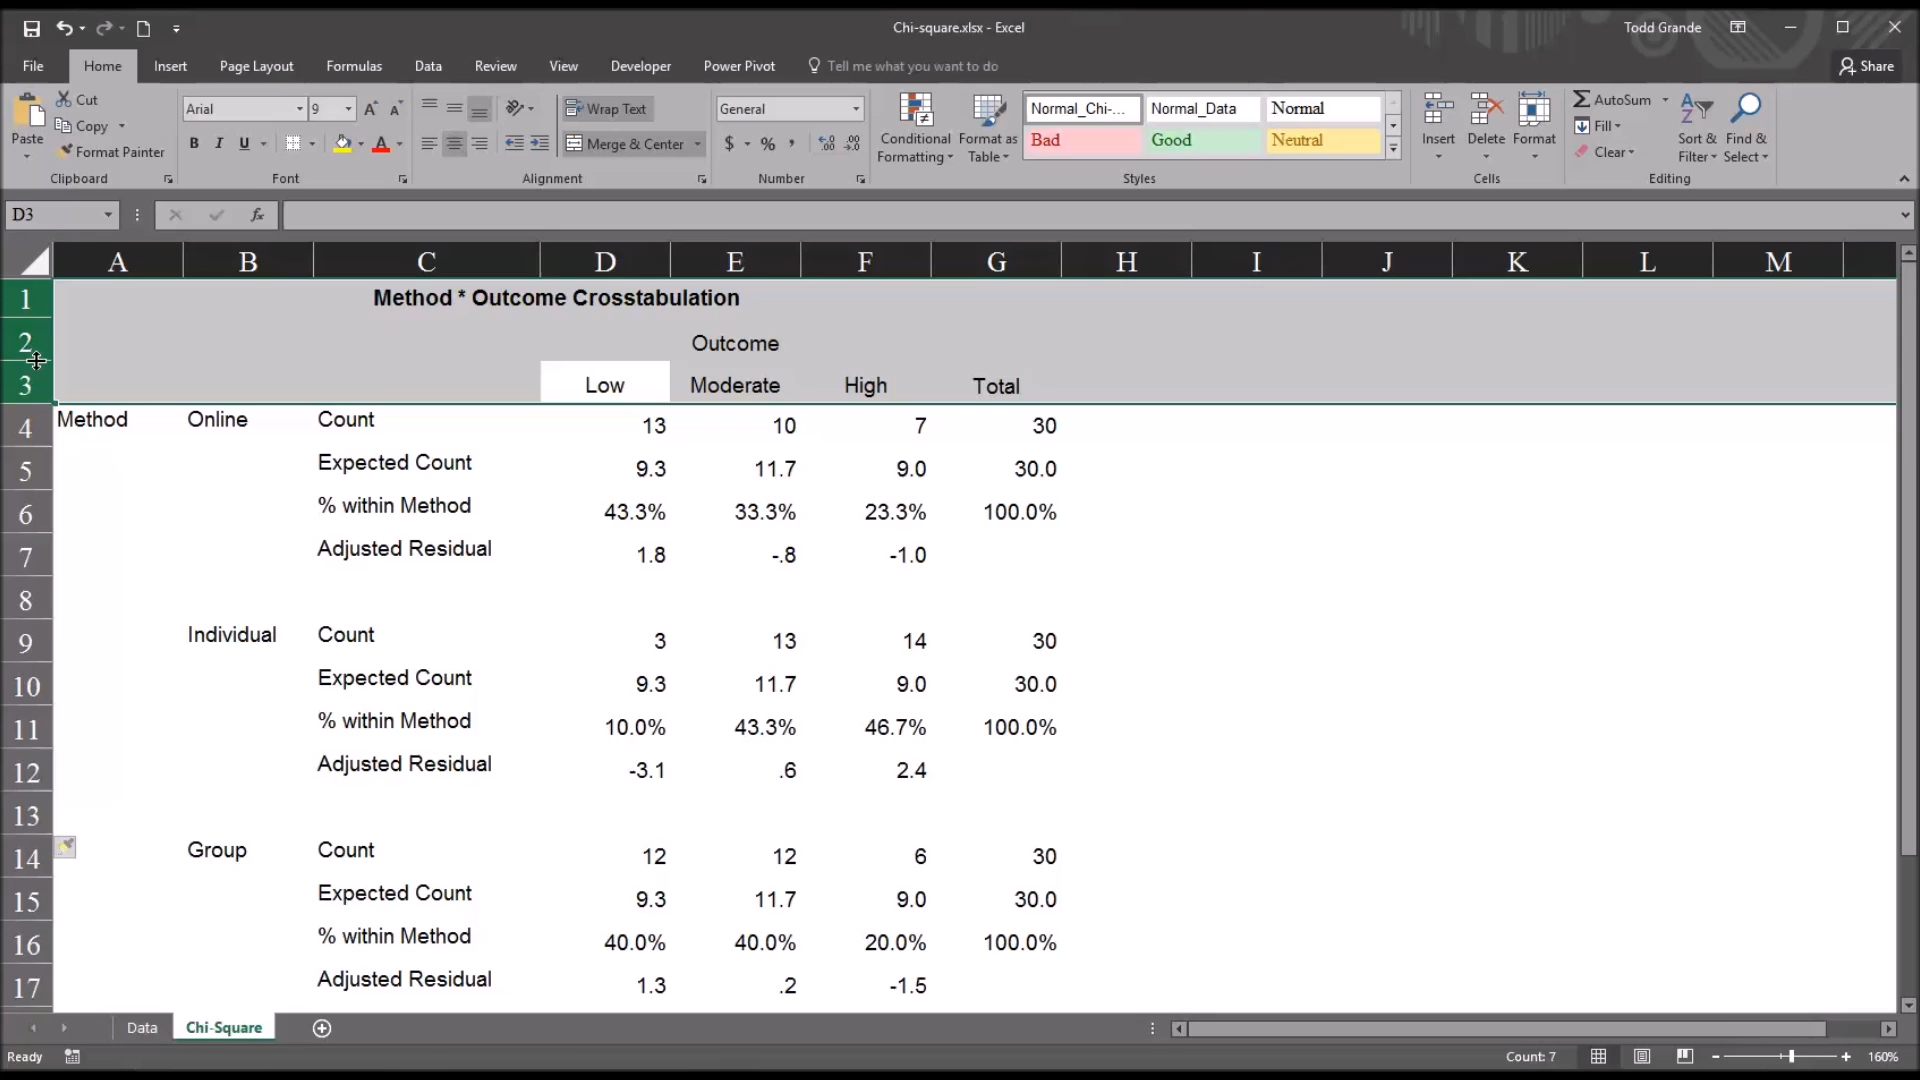 Chi-square.xlsx - Excel
Todd Grande
File Home Insert Page Layout Formulas Data Review View Developer Power Pivot Tell me what you want to do Share
Paste
Cut
Copy
Format Painter
Clipboard
Arial 9
B I U
Font
Wrap Text
Merge & Center
Alignment
General
$ % ,
Number
Conditional Formatting
Format as Table
Normal_Chi-... Normal_Data Normal
Bad Good Neutral
Styles
Insert Delete Format
Cells
AutoSum
Fill
Clear
Sort & Filter
Find & Select
Editing
D3 fx
A B C D E F G H I J K L M
1 Method * Outcome Crosstabulation
2 Outcome
3 Low Moderate High Total
4 Method Online Count 13 10 7 30
5 Expected Count 9.3 11.7 9.0 30.0
6 % within Method 43.3% 33.3% 23.3% 100.0%
7 Adjusted Residual 1.8 -.8 -1.0
8
9 Individual Count 3 13 14 30
10 Expected Count 9.3 11.7 9.0 30.0
11 % within Method 10.0% 43.3% 46.7% 100.0%
12 Adjusted Residual -3.1 .6 2.4
13
14 Group Count 12 12 6 30
15 Expected Count 9.3 11.7 9.0 30.0
16 % within Method 40.0% 40.0% 20.0% 100.0%
17 Adjusted Residual 1.3 .2 -1.5
Data Chi-Square
Ready Count: 7 160%